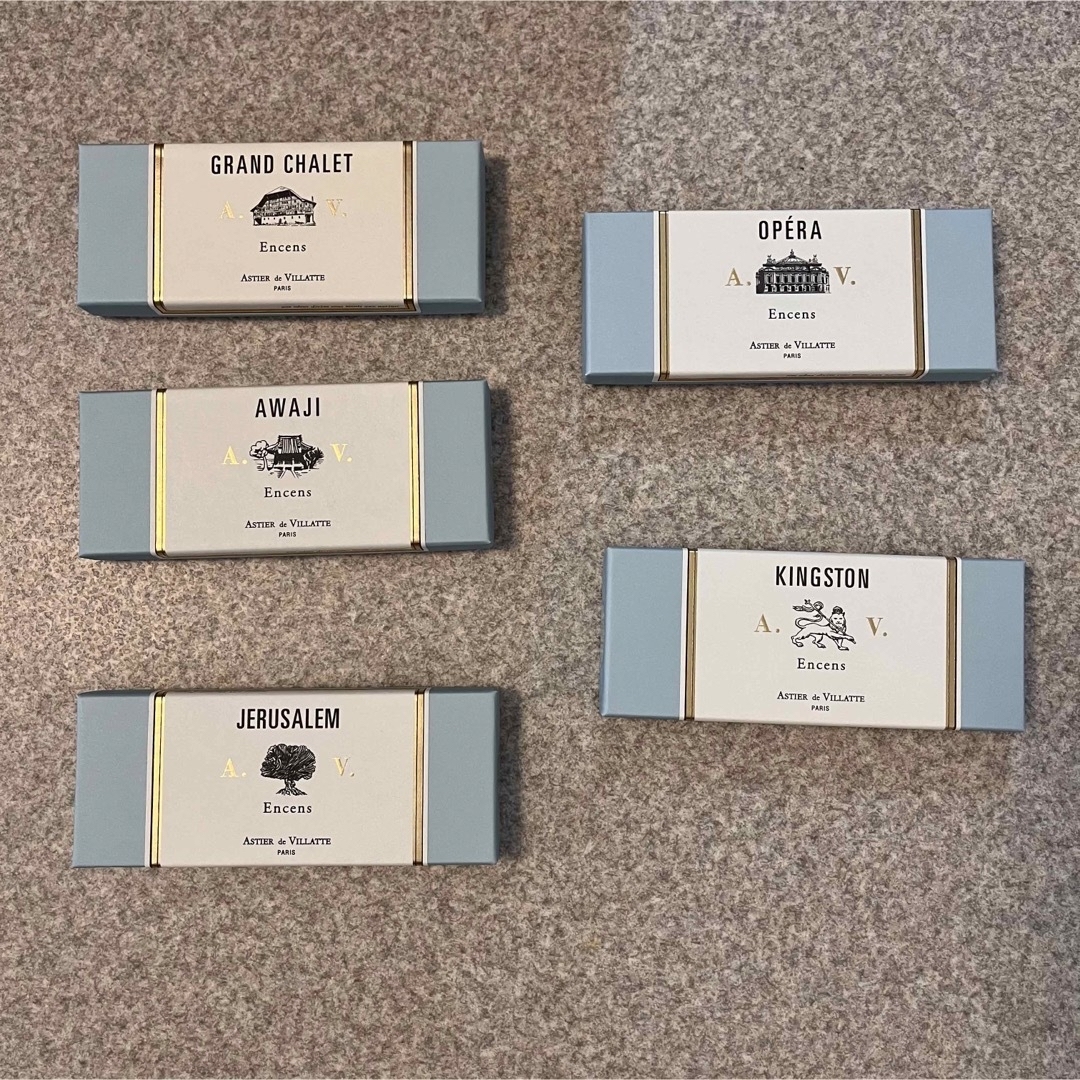 GRAND CHALET
A. V.
Encens
ASTIER de VILLATTE
PARIS
OPÉRA
A. V.
Encens
ASTIER de VILLATTE
PARIS
AWAJI
A. V.
Encens
ASTIER de VILLATTE
PARIS
KINGSTON
A. V.
Encens
ASTIER de VILLATTE
PARIS
JERUSALEM
A. V.
Encens
ASTIER de VILLATTE
PARIS